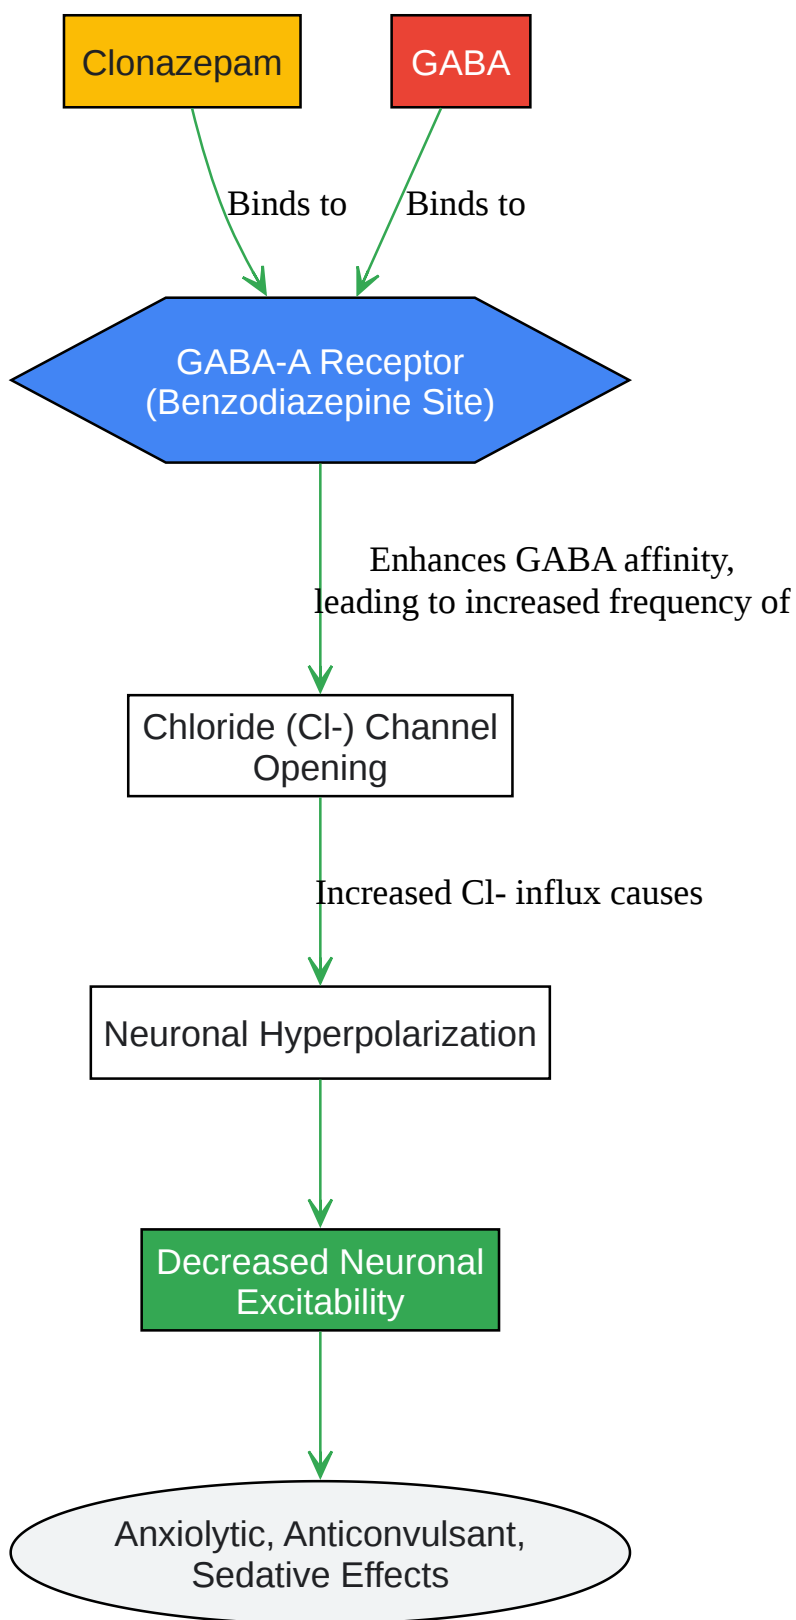 Clonazepam
GABA
Binds to
Binds to
GABA-A Receptor
(Benzodiazepine Site)
Enhances GABA affinity,
leading to increased frequency of
Chloride (Cl-) Channel
Opening
Increased Cl- influx causes
Neuronal Hyperpolarization
Decreased Neuronal
Excitability
Anxiolytic, Anticonvulsant,
Sedative Effects